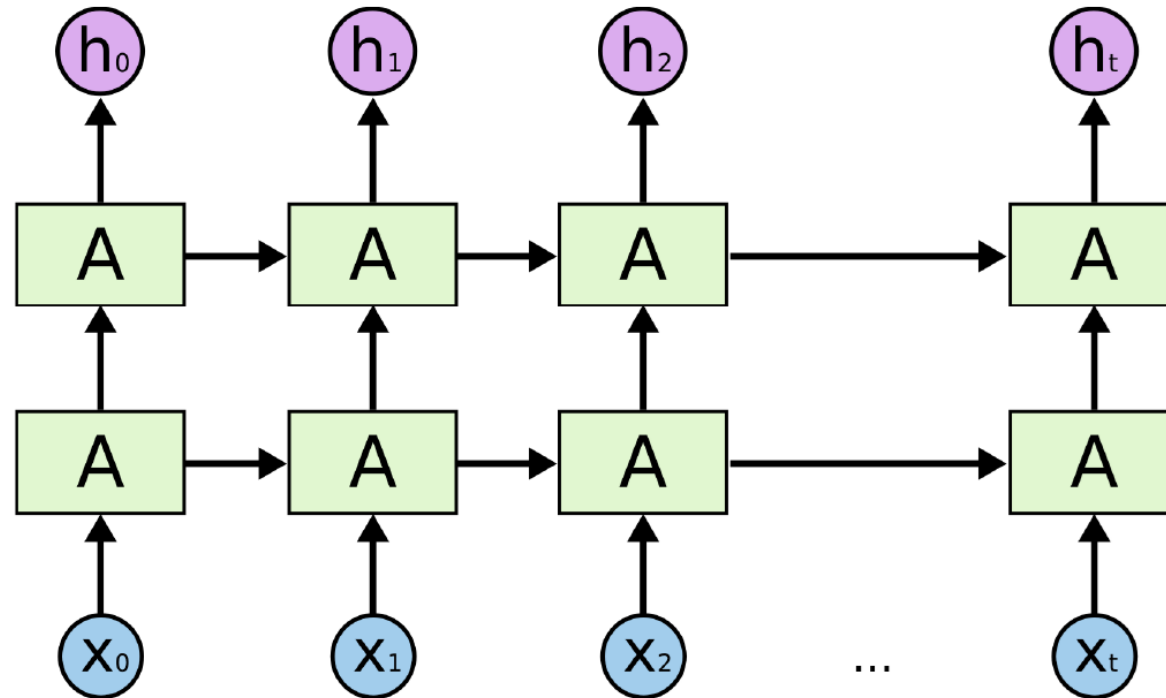 h₀ h₁ h₂ hₜ
A A A A
A A A A
x₀ x₁ x₂ ... xₜ